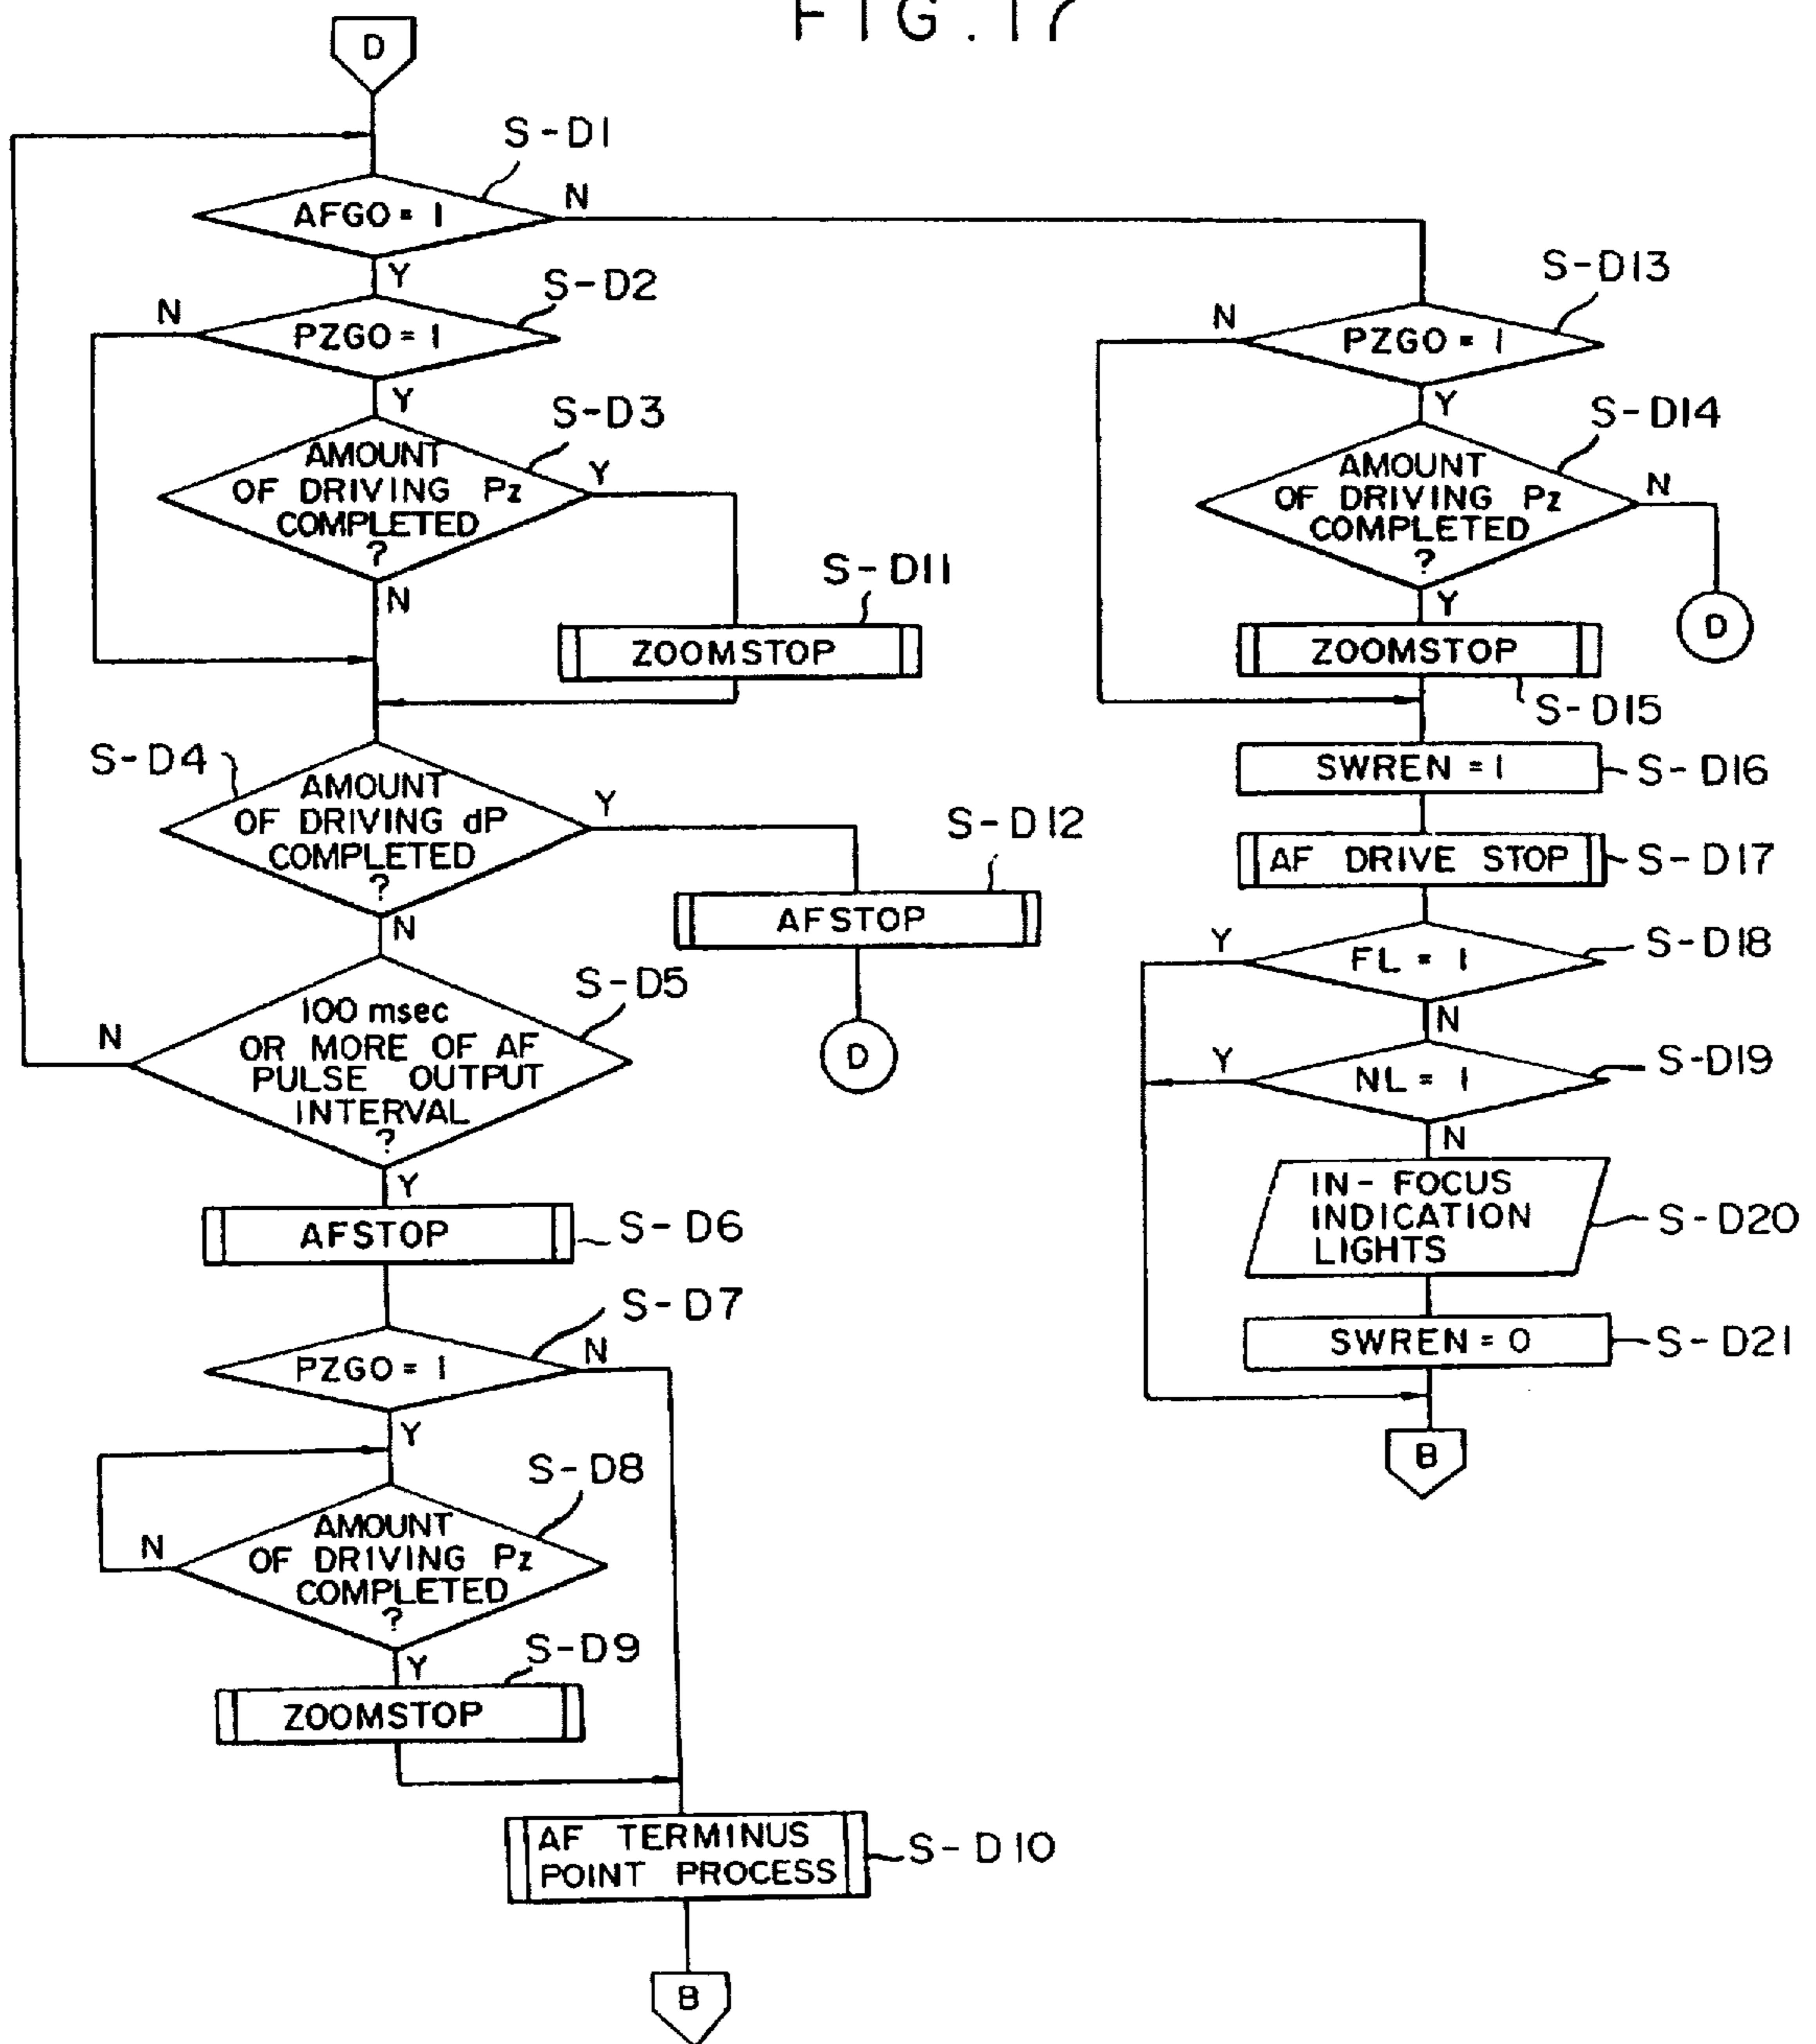 FIG. 17
D
S-D1
AFGO = 1
N
Y
S-D2
N
PZGO = 1
Y
S-D3
AMOUNT
OF DRIVING Pz
COMPLETED
?
Y
N
S-D11
ZOOMSTOP
S-D4
AMOUNT
OF DRIVING dP
COMPLETED
?
Y
N
S-D12
AFSTOP
D
S-D5
100 msec
OR MORE OF AF
PULSE OUTPUT
INTERVAL
?
N
Y
AFSTOP
S-D6
S-D7
PZGO = 1
N
Y
S-D8
AMOUNT
OF DRIVING Pz
COMPLETED
?
N
Y
S-D9
ZOOMSTOP
AF TERMINUS
POINT PROCESS
S-D10
B
S-D13
N
PZGO = 1
Y
S-D14
AMOUNT
OF DRIVING Pz
COMPLETED
?
N
D
Y
ZOOMSTOP
S-D15
SWREN = 1
S-D16
AF DRIVE STOP
S-D17
Y
FL = 1
S-D18
N
Y
NL = 1
S-D19
N
IN-FOCUS
INDICATION
LIGHTS
S-D20
SWREN = 0
S-D21
B